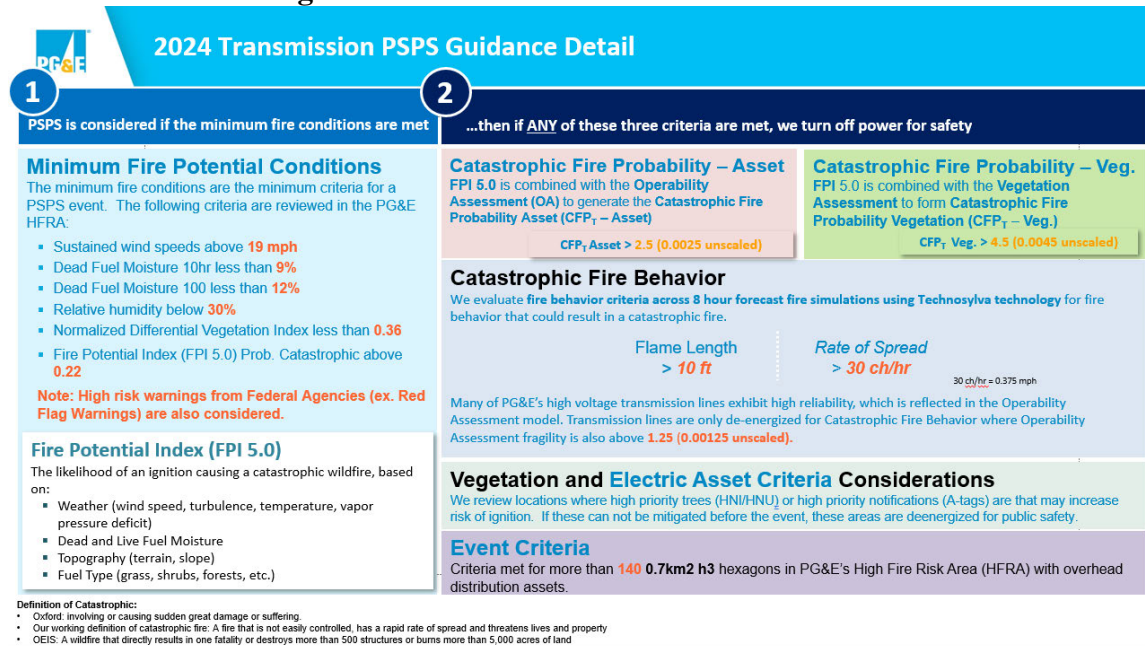 PG&E
2024 Transmission PSPS Guidance Detail
1
PSPS is considered if the minimum fire conditions are met
Minimum Fire Potential Conditions
The minimum fire conditions are the minimum criteria for a
PSPS event. The following criteria are reviewed in the PG&E
HFRA:
▪ Sustained wind speeds above 19 mph
▪ Dead Fuel Moisture 10hr less than 9%
▪ Dead Fuel Moisture 100 less than 12%
▪ Relative humidity below 30%
▪ Normalized Differential Vegetation Index less than 0.36
▪ Fire Potential Index (FPI 5.0) Prob. Catastrophic above
0.22
Note: High risk warnings from Federal Agencies (ex. Red
Flag Warnings) are also considered.
Fire Potential Index (FPI 5.0)
The likelihood of an ignition causing a catastrophic wildfire, based
on:
▪ Weather (wind speed, turbulence, temperature, vapor
pressure deficit)
▪ Dead and Live Fuel Moisture
▪ Topography (terrain, slope)
▪ Fuel Type (grass, shrubs, forests, etc.)
2
...then if ANY of these three criteria are met, we turn off power for safety
Catastrophic Fire Probability – Asset
FPI 5.0 is combined with the Operability
Assessment (OA) to generate the Catastrophic Fire
Probability Asset (CFPT – Asset)
CFPT Asset > 2.5 (0.0025 unscaled)
Catastrophic Fire Probability – Veg.
FPI 5.0 is combined with the Vegetation
Assessment to form Catastrophic Fire
Probability Vegetation (CFPT – Veg.)
CFPT Veg. > 4.5 (0.0045 unscaled)
Catastrophic Fire Behavior
We evaluate fire behavior criteria across 8 hour forecast fire simulations using Technosylva technology for fire
behavior that could result in a catastrophic fire.
Flame Length
> 10 ft
Rate of Spread
> 30 ch/hr
30 ch/hr = 0.375 mph
Many of PG&E's high voltage transmission lines exhibit high reliability, which is reflected in the Operability
Assessment model. Transmission lines are only de-energized for Catastrophic Fire Behavior where Operability
Assessment fragility is also above 1.25 (0.00125 unscaled).
Vegetation and Electric Asset Criteria Considerations
We review locations where high priority trees (HNI/HNU) or high priority notifications (A-tags) are that may increase
risk of ignition. If these can not be mitigated before the event, these areas are deenergized for public safety.
Event Criteria
Criteria met for more than 140 0.7km2 h3 hexagons in PG&E's High Fire Risk Area (HFRA) with overhead
distribution assets.
Definition of Catastrophic:
• Oxford: involving or causing sudden great damage or suffering.
• Our working definition of catastrophic fire: A fire that is not easily controlled, has a rapid rate of spread and threatens lives and property
• OEIS: A wildfire that directly results in one fatality or destroys more than 500 structures or burns more than 5,000 acres of land